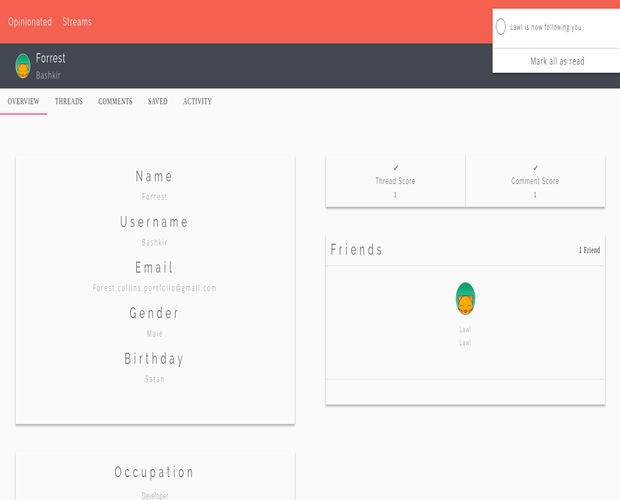 Opinionated Streams
Lawl is now following you
Mark all as read
Forrest
Bashkir
OVERVIEW THREADS COMMENTS SAVED ACTIVITY
Name
Forrest
Username
Bashkir
Email
Forest.collins.portfolio@gmail.com
Gender
Male
Birthday
Satan
Occupation
Developer
✓ ✓
Thread Score Comment Score
1 1
Friends 1 Friend
Lawl
Lawl